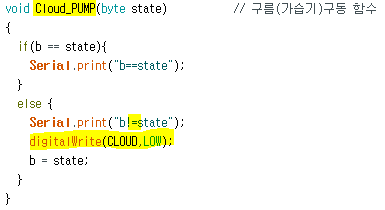 void Cloud_PUMP(byte state) // 구름(가습기)구동 함수
{
if(b == state){
Serial.print("b==state");
}
else {
Serial.print("b!=state");
digitalWrite(CLOUD,LOW);
b = state;
}
}